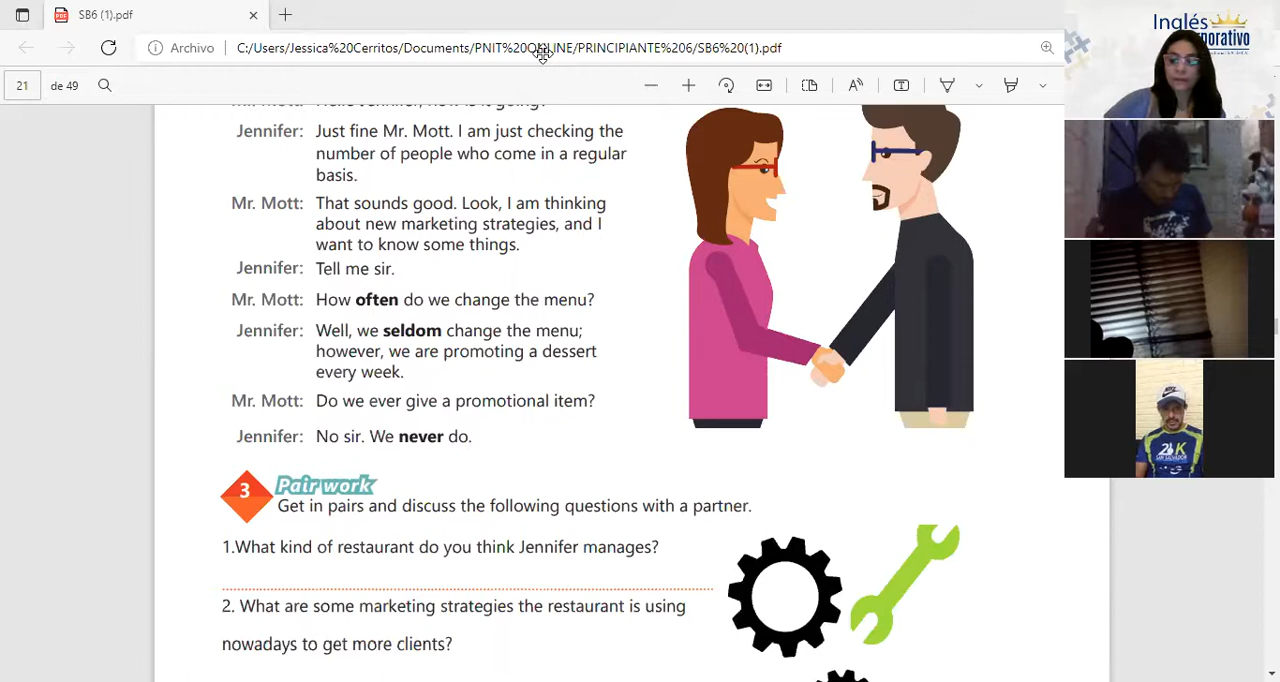 SB6 (1).pdf
Archivo
C:/Users/Jessica%20Cerritos/Documents/PNIT%20ONLINE/PRINCIPIANTE%206/SB6%20(1).pdf
21 de 49
Jennifer: Just fine Mr. Mott. I am just checking the
number of people who come in a regular
basis.
Mr. Mott: That sounds good. Look, I am thinking
about new marketing strategies, and I
want to know some things.
Jennifer: Tell me sir.
Mr. Mott: How often do we change the menu?
Jennifer: Well, we seldom change the menu;
however, we are promoting a dessert
every week.
Mr. Mott: Do we ever give a promotional item?
Jennifer: No sir. We never do.
3 Pair work
Get in pairs and discuss the following questions with a partner.
1.What kind of restaurant do you think Jennifer manages?
2. What are some marketing strategies the restaurant is using
nowadays to get more clients?
Inglés